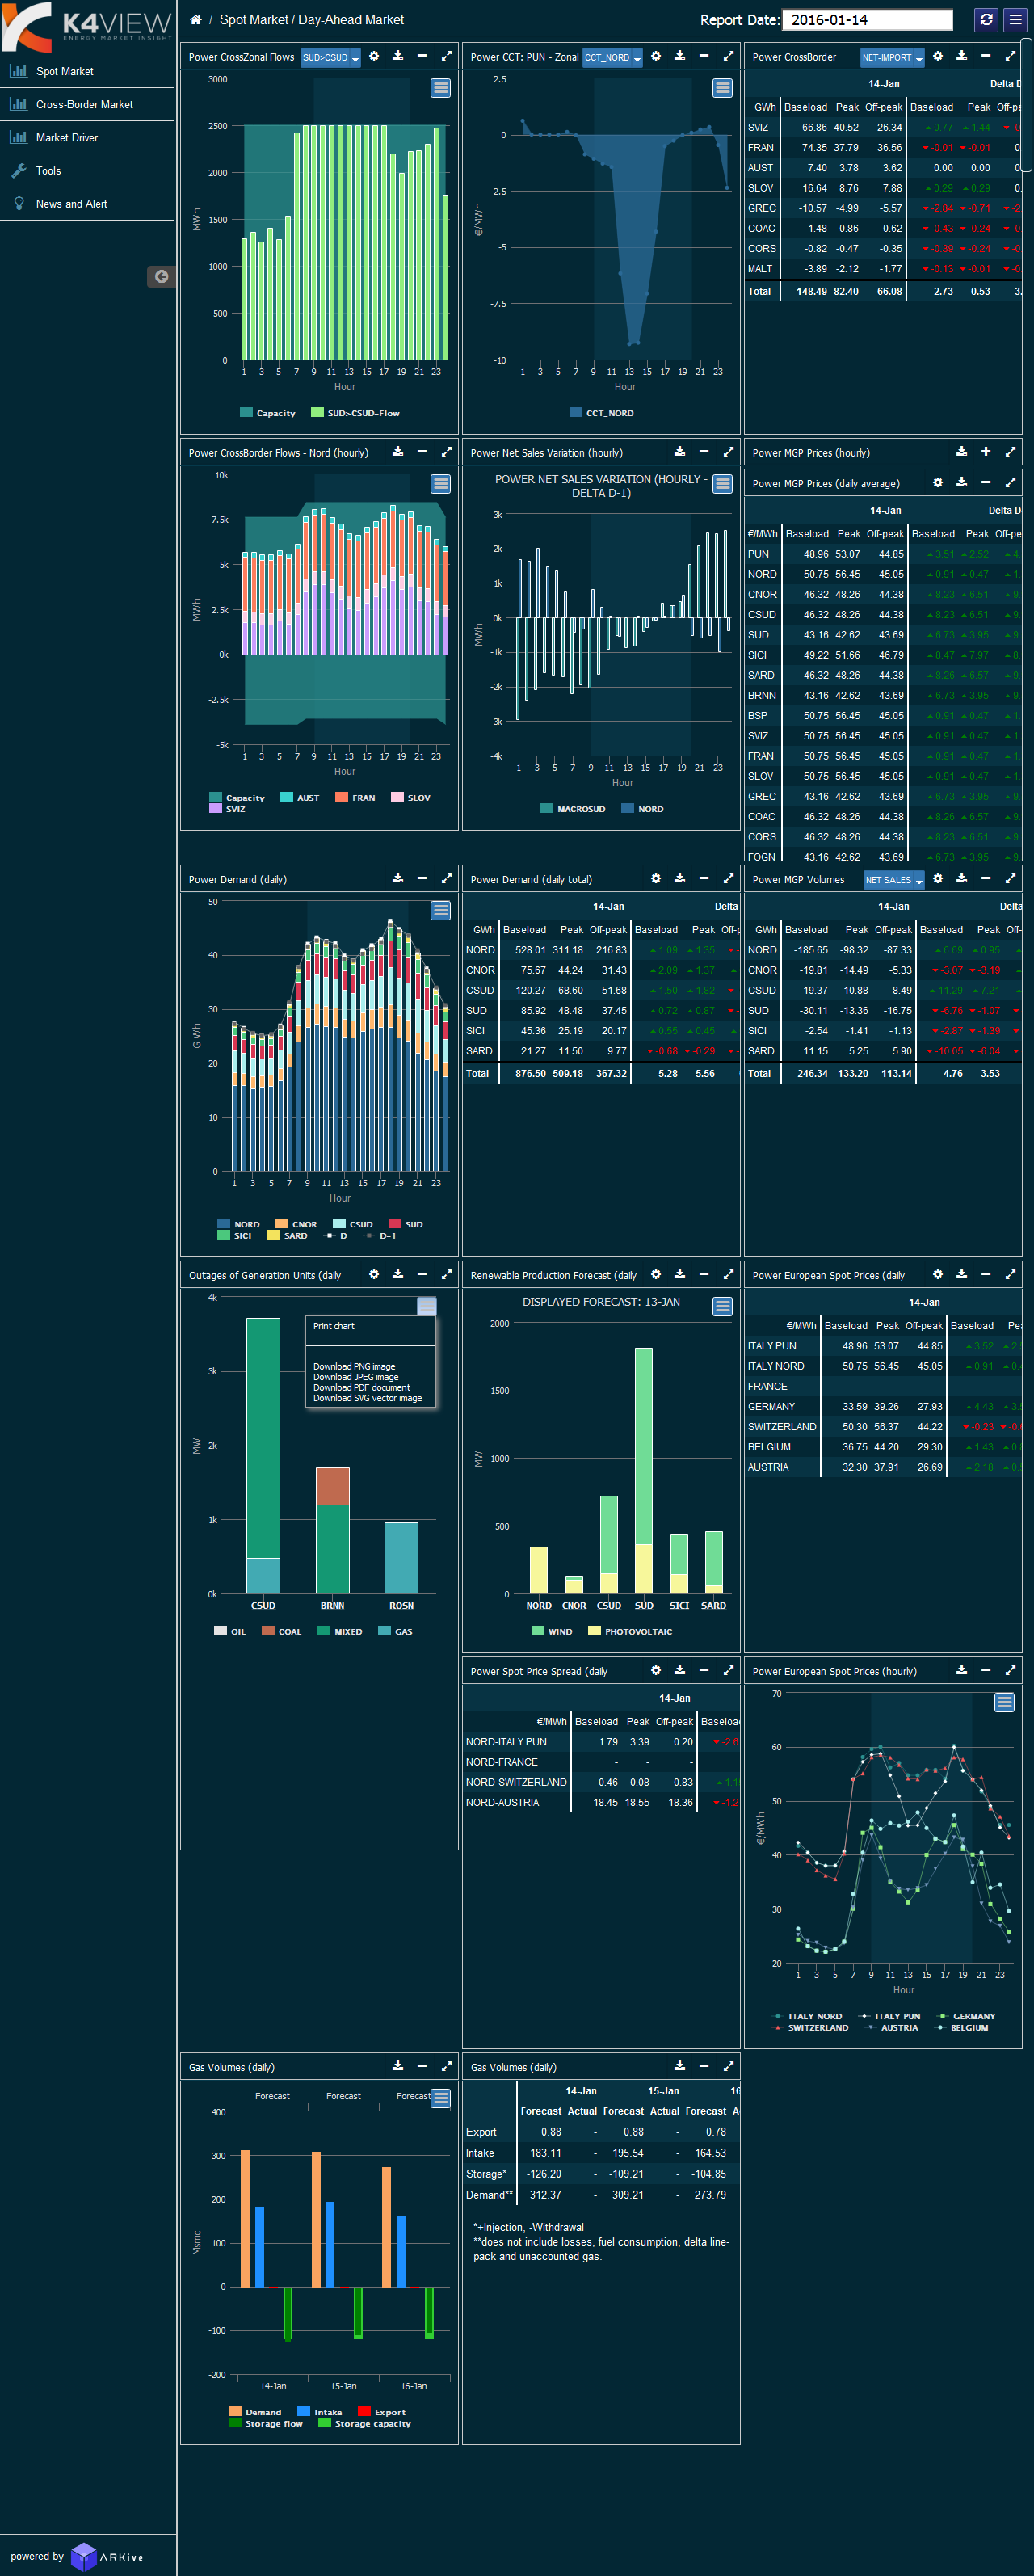 K4VIEW
ENERGY MARKET INSIGHT
Spot Market
Cross-Border Market
Market Driver
Tools
News and Alert
/ Spot Market / Day-Ahead Market
Report Date: 2016-01-14
Power CrossZonal Flows SUD>CSUD
3000
2500
2000
1500
1000
500
0
MWh
1 3 5 7 9 11 13 15 17 19 21 23
Hour
Capacity SUD>CSUD-Flow
Power CCT: PUN - Zonal CCT_NORD
2.5
0
-2.5
-5
-7.5
-10
€/MWh
1 3 5 7 9 11 13 15 17 19 21 23
Hour
CCT_NORD
Power CrossBorder NET-IMPORT
14-Jan Delta D
GWh Baseload Peak Off-peak Baseload Peak Off-pe
SVIZ 66.86 40.52 26.34 0.77 1.44
FRAN 74.35 37.79 36.56 -0.01 -0.01
AUST 7.40 3.78 3.62 0.00 0.00
SLOV 16.64 8.76 7.88 0.29 0.29
GREC -10.57 -4.99 -5.57 -2.84 -0.71
COAC -1.48 -0.86 -0.62 -0.43 -0.24
CORS -0.82 -0.47 -0.35 -0.39 -0.24
MALT -3.89 -2.12 -1.77 -0.13 -0.01
Total 148.49 82.40 66.08 -2.73 0.53 -3.
Power CrossBorder Flows - Nord (hourly)
10k
7.5k
5k
2.5k
0k
-2.5k
-5k
MWh
1 3 5 7 9 11 13 15 17 19 21 23
Hour
Capacity AUST FRAN SLOV
SVIZ
Power Net Sales Variation (hourly)
POWER NET SALES VARIATION (HOURLY -
DELTA D-1)
3k
2k
1k
0k
-1k
-2k
-3k
-4k
MWh
1 3 5 7 9 11 13 15 17 19 21 23
Hour
MACROSUD NORD
Power MGP Prices (hourly)
Power MGP Prices (daily average)
14-Jan Delta D
€/MWh Baseload Peak Off-peak Baseload Peak Off-pe
PUN 48.96 53.07 44.85 3.51 2.52 4.
NORD 50.75 56.45 45.05 0.91 0.47 1.
CNOR 46.32 48.26 44.38 8.23 6.51 9.
CSUD 46.32 48.26 44.38 8.23 6.51 9.
SUD 43.16 42.62 43.69 6.73 3.95 9.
SICI 49.22 51.66 46.79 8.47 7.97 8.
SARD 46.32 48.26 44.38 8.26 6.57 9.
BRNN 43.16 42.62 43.69 6.73 3.95 9.
BSP 50.75 56.45 45.05 0.91 0.47 1.
SVIZ 50.75 56.45 45.05 0.91 0.47 1.
FRAN 50.75 56.45 45.05 0.91 0.47 1.
SLOV 50.75 56.45 45.05 0.91 0.47 1.
GREC 43.16 42.62 43.69 6.73 3.95 9.
COAC 46.32 48.26 44.38 8.26 6.57 9.
CORS 46.32 48.26 44.38 8.23 6.51 9.
FOGN 43.16 42.62 43.69 6.73 3.95 9.
Power Demand (daily)
50
40
30
20
10
0
G Wh
1 3 5 7 9 11 13 15 17 19 21 23
Hour
NORD CNOR CSUD SUD
SICI SARD D D-1
Power Demand (daily total)
14-Jan Delta
GWh Baseload Peak Off-peak Baseload Peak Off-p
NORD 528.01 311.18 216.83 1.09 1.35
CNOR 75.67 44.24 31.43 2.09 1.37
CSUD 120.27 68.60 51.68 1.50 1.82
SUD 85.92 48.48 37.45 0.72 0.87
SICI 45.36 25.19 20.17 0.55 0.45
SARD 21.27 11.50 9.77 -0.68 -0.29
Total 876.50 509.18 367.32 5.28 5.56
Power MGP Volumes NET SALES
14-Jan Delta
GWh Baseload Peak Off-peak Baseload Peak Off-
NORD -185.65 -98.32 -87.33 6.69 0.95
CNOR -19.81 -14.49 -5.33 -3.07 -3.19
CSUD -19.37 -10.88 -8.49 11.29 7.21
SUD -30.11 -13.36 -16.75 -6.76 -1.07
SICI -2.54 -1.41 -1.13 -2.87 -1.39
SARD 11.15 5.25 5.90 -10.05 -6.04
Total -246.34 -133.20 -113.14 -4.76 -3.53
Outages of Generation Units (daily
4k
3k
2k
1k
0k
MW
Print chart
Download PNG image
Download JPEG image
Download PDF document
Download SVG vector image
CSUD BRNN ROSN
OIL COAL MIXED GAS
Renewable Production Forecast (daily
DISPLAYED FORECAST: 13-JAN
2000
1500
1000
500
0
MW
NORD CNOR CSUD SUD SICI SARD
WIND PHOTOVOLTAIC
Power European Spot Prices (daily
14-Jan
€/MWh Baseload Peak Off-peak Baseload Pea
ITALY PUN 48.96 53.07 44.85 3.52 2.
ITALY NORD 50.75 56.45 45.05 0.91 0.
FRANCE - - - -
GERMANY 33.59 39.26 27.93 4.43 3.
SWITZERLAND 50.30 56.37 44.22 -0.23
BELGIUM 36.75 44.20 29.30 1.43 0.
AUSTRIA 32.30 37.91 26.69 2.18 0.
Power Spot Price Spread (daily
14-Jan
€/MWh Baseload Peak Off-peak Baseloa
NORD-ITALY PUN 1.79 3.39 0.20 -2.6
NORD-FRANCE - - -
NORD-SWITZERLAND 0.46 0.08 0.83 1.1
NORD-AUSTRIA 18.45 18.55 18.36 -1.2
Power European Spot Prices (hourly)
70
60
50
40
30
20
€/MWh
1 3 5 7 9 11 13 15 17 19 21 23
Hour
ITALY NORD ITALY PUN GERMANY
SWITZERLAND AUSTRIA BELGIUM
Gas Volumes (daily)
Forecast Forecast Forecast
400
300
200
100
0
-100
-200
Msmc
14-Jan 15-Jan 16-Jan
Demand Intake Export
Storage flow Storage capacity
Gas Volumes (daily)
14-Jan 15-Jan 16
Forecast Actual Forecast Actual Forecast A
Export 0.88 - 0.88 - 0.78
Intake 183.11 - 195.54 - 164.53
Storage* -126.20 - -109.21 - -104.85
Demand** 312.37 - 309.21 - 273.79
*+Injection, -Withdrawal
**does not include losses, fuel consumption, delta line-
pack and unaccounted gas.
powered by ARKive